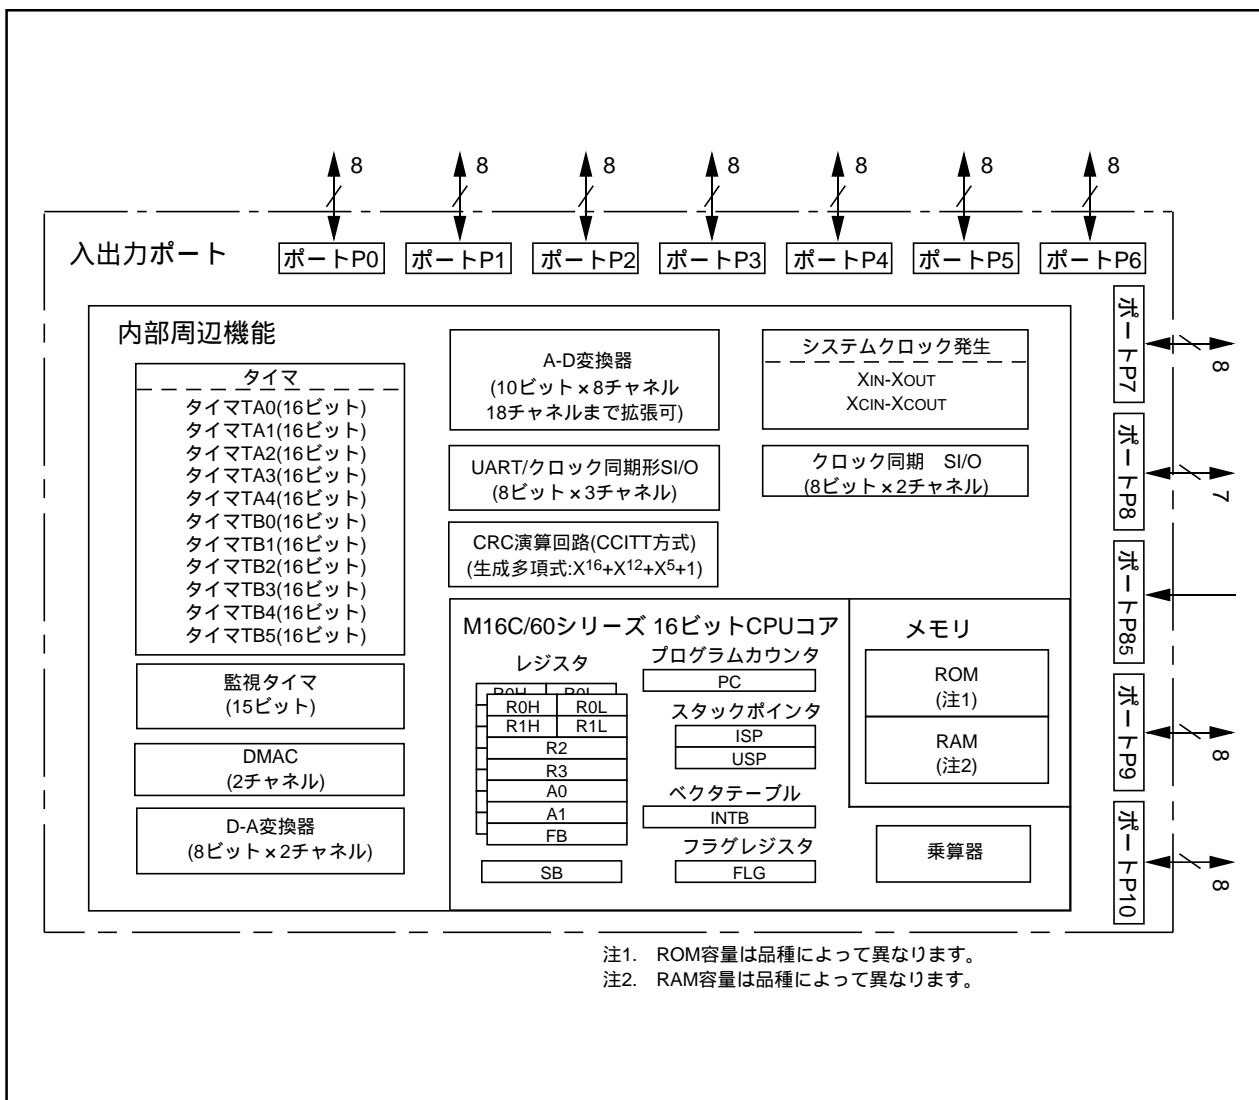 8 8 8 8 8 8 8
入出力ポート
ポートP0 ポートP1 ポートP2 ポートP3 ポートP4 ポートP5 ポートP6
内部周辺機能
タイマ
タイマTA0(16ビット)
タイマTA1(16ビット)
タイマTA2(16ビット)
タイマTA3(16ビット)
タイマTA4(16ビット)
タイマTB0(16ビット)
タイマTB1(16ビット)
タイマTB2(16ビット)
タイマTB3(16ビット)
タイマTB4(16ビット)
タイマTB5(16ビット)
監視タイマ
(15ビット)
DMAC
(2チャネル)
D-A変換器
(8ビット×2チャネル)
A-D変換器
(10ビット×8チャネル
18チャネルまで拡張可)
UART/クロック同期形SI/O
(8ビット×3チャネル)
CRC演算回路(CCITT方式)
(生成多項式:X16+X12+X5+1)
システムクロック発生
XIN-XOUT
XCIN-XCOUT
クロック同期 SI/O
(8ビット×2チャネル)
M16C/60シリーズ 16ビットCPUコア
レジスタ
R0H R0L
R0H R0L
R1H R1L
R2
R3
A0
A1
FB
SB
プログラムカウンタ
PC
スタックポインタ
ISP
USP
ベクタテーブル
INTB
フラグレジスタ
FLG
メモリ
ROM
(注1)
RAM
(注2)
乗算器
ポートP7
8
ポートP8
7
ポートP85
ポートP9
8
ポートP10
8
注1. ROM容量は品種によって異なります。
注2. RAM容量は品種によって異なります。